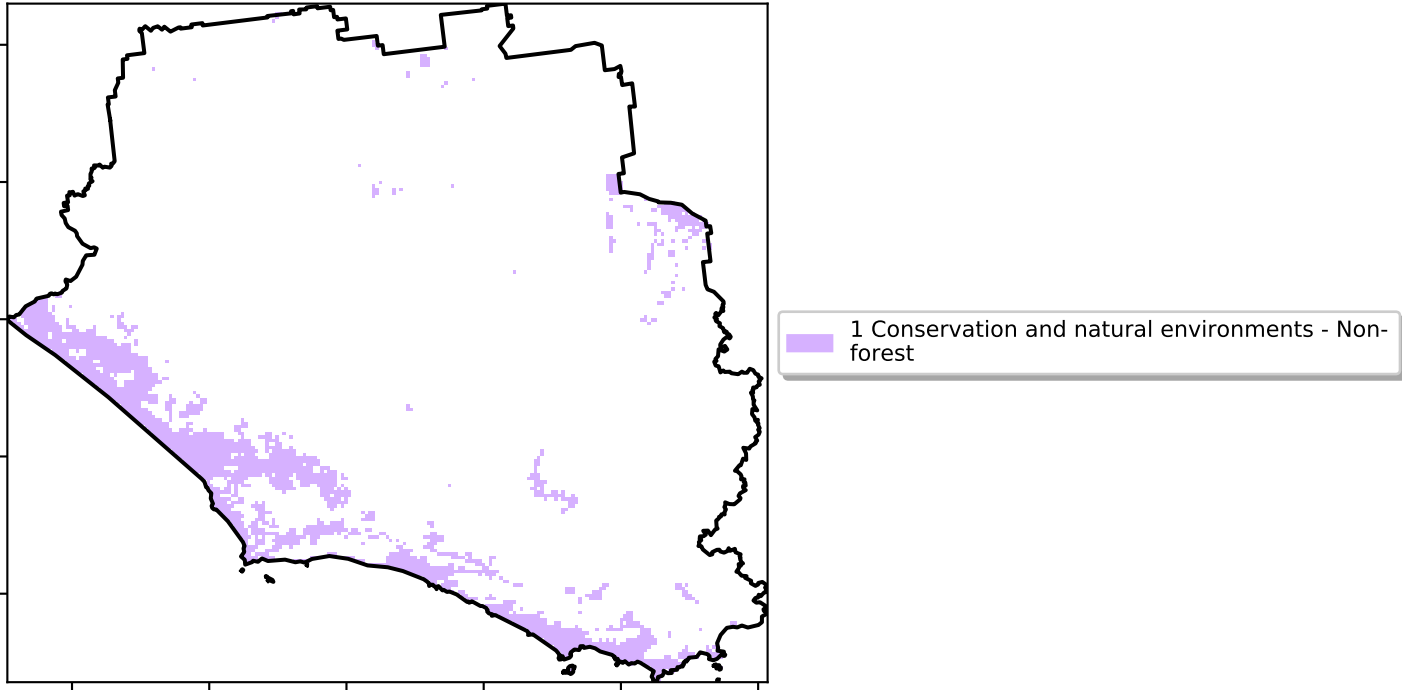 1 Conservation and natural environments - Non-
forest